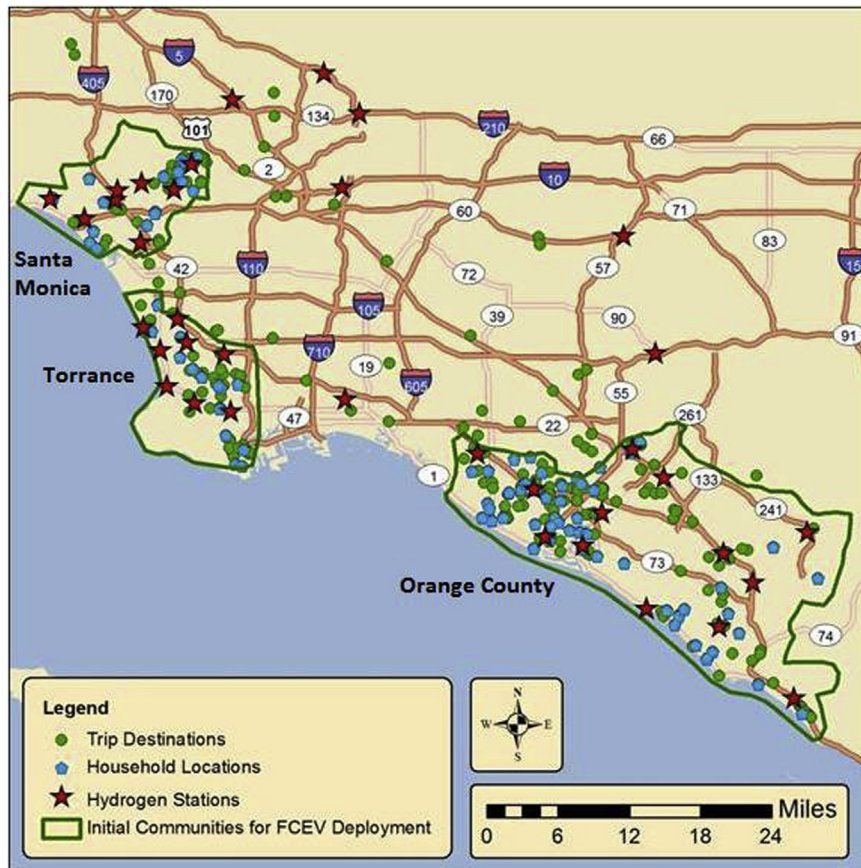 5
405
170
134
101
210
66
2
10
60
71
Santa
Monica
42
110
57
83
15
72
105
39
90
91
710
Torrance
19
605
55
47
22
261
1
133
241
73
Orange County
74
Legend
Trip Destinations
Household Locations
Hydrogen Stations
Initial Communities for FCEV Deployment
N
W E
S
Miles
0 6 12 18 24